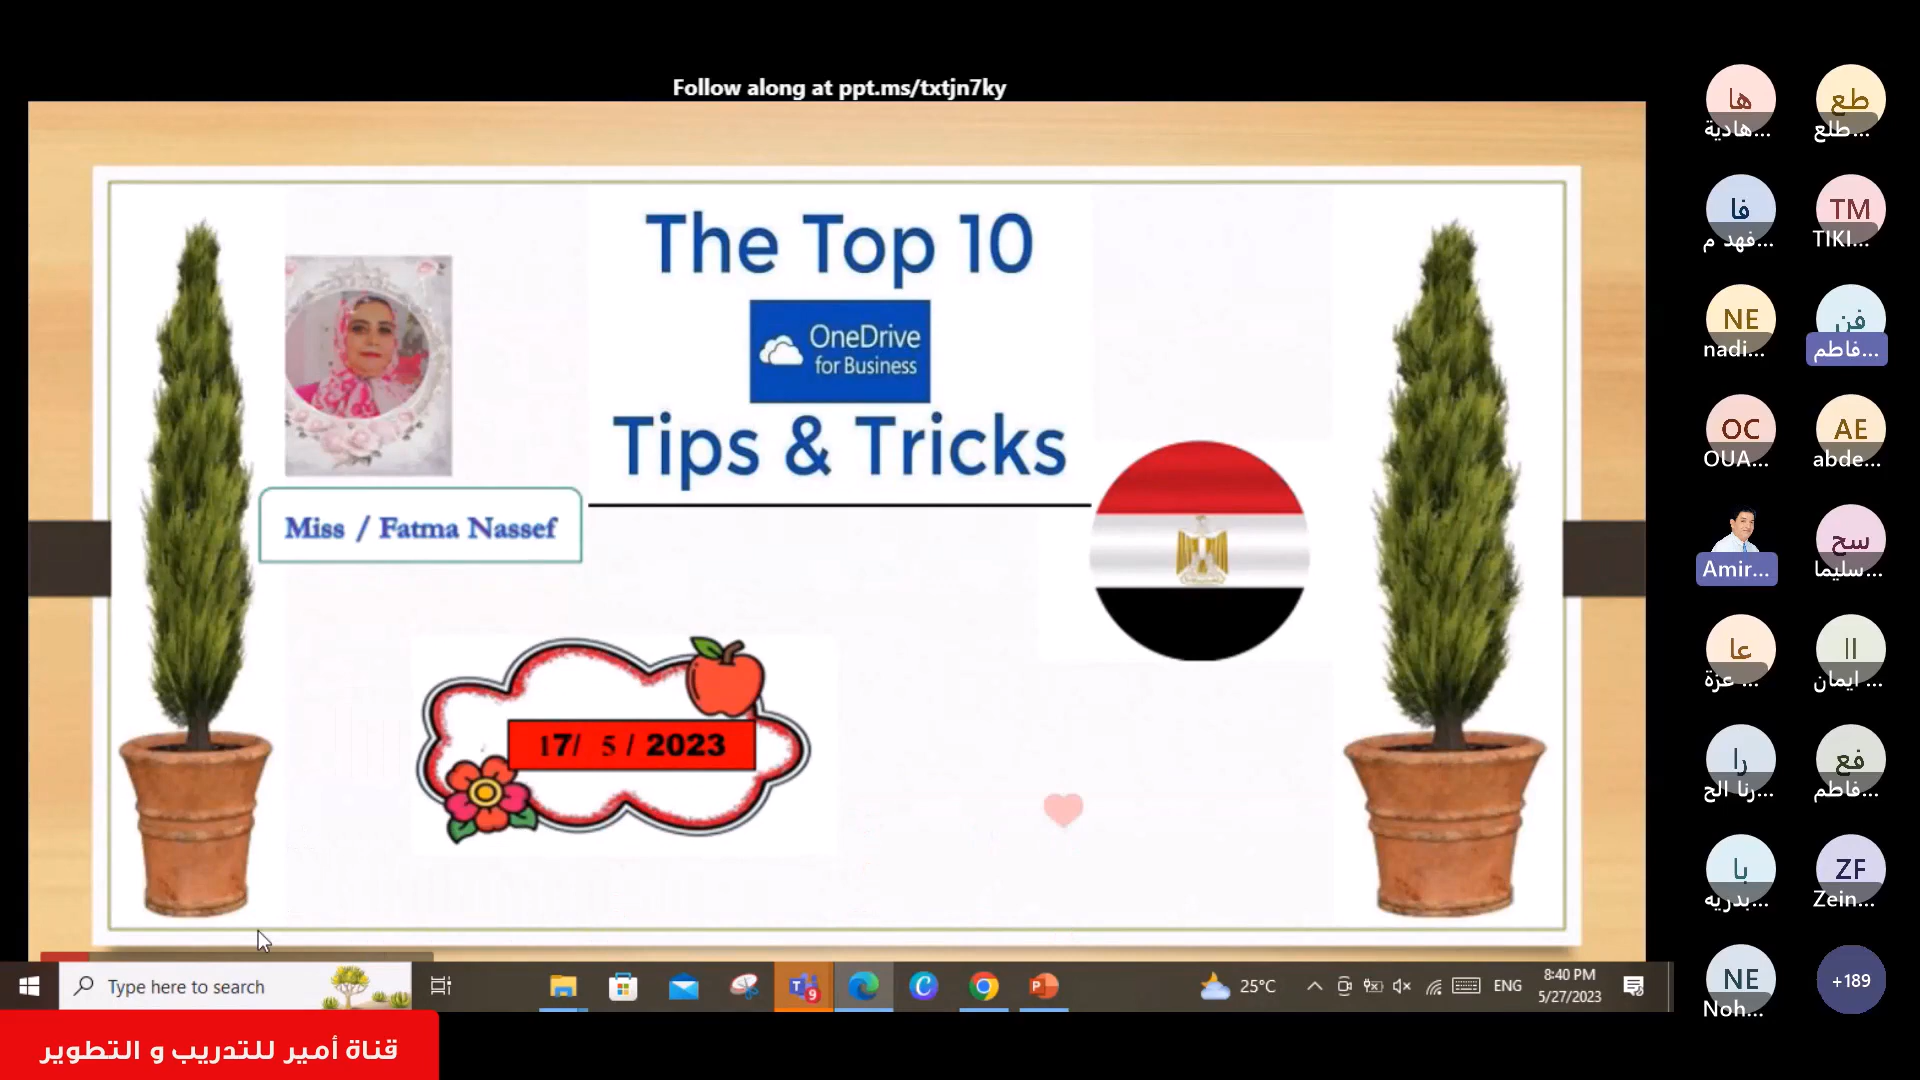 Follow along at ppt.ms/txtjn7ky
The Top 10
OneDrive
for Business
Tips & Tricks
Miss / Fatma Nassef
17/ 5 / 2023
ها
هادية...
طع
طلع...
فا
فهد م...
TM
TIKI...
NE
nadi...
فن
فاطم...
OC
OUA...
AE
abde...
Amir...
سح
سليما...
عا
عزة ...
اا
ايمان ...
را
رنا الح...
فع
فاطم...
با
بدريه...
ZF
Zein...
NE
Noh...
+189
Type here to search
9
25°C
ENG
8:40 PM
5/27/2023
قناة أمير للتدريب و التطوير